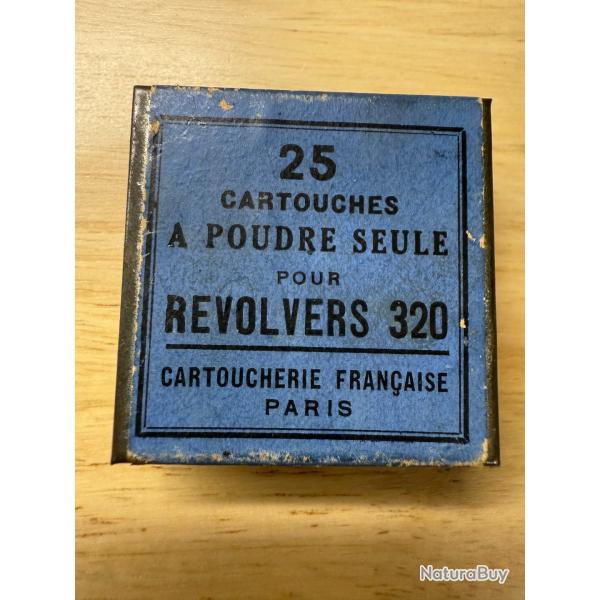 25
CARTOUCHES
A POUDRE SEULE
POUR
REVOLVERS 320
CARTOUCHERIE FRANÇAISE
PARIS
NaturaBuy